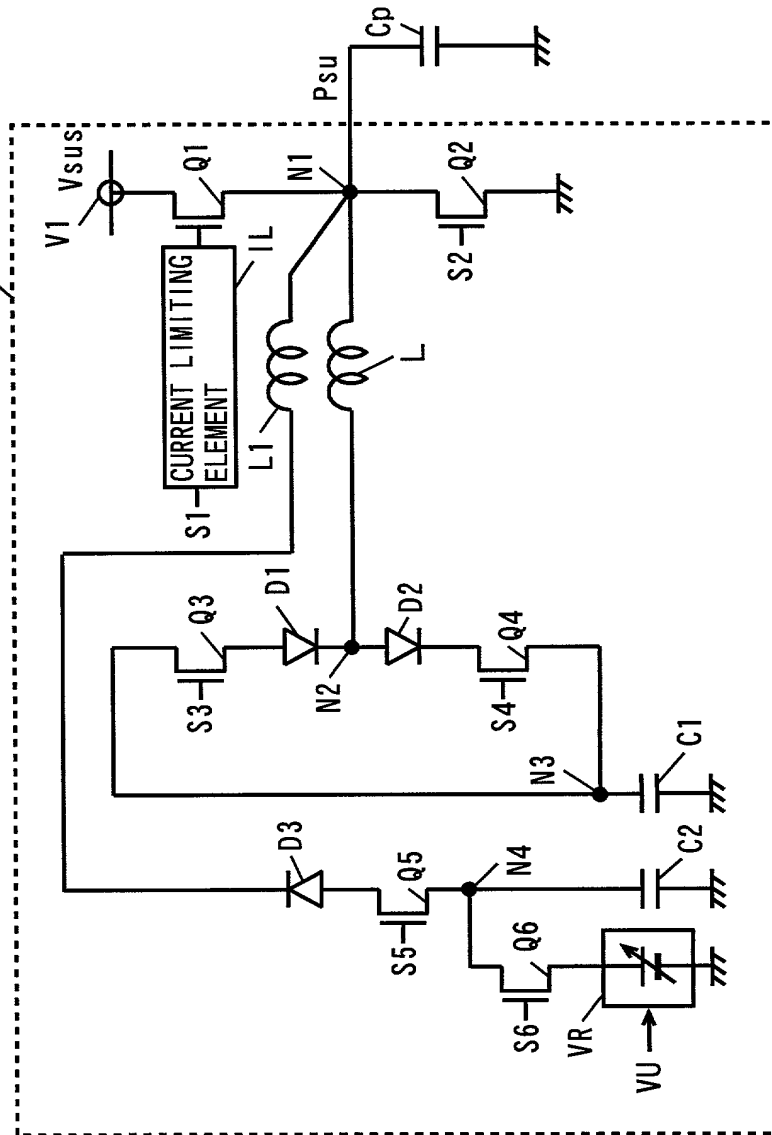 V1
Vsus
S1
CURRENT LIMITING
ELEMENT
IL
Q1
L1
L
N1
Psu
Cp
S2
Q2
S3
Q3
D1
N2
D2
S4
Q4
N3
C1
D3
S5
Q5
N4
C2
S6
Q6
VR
VU